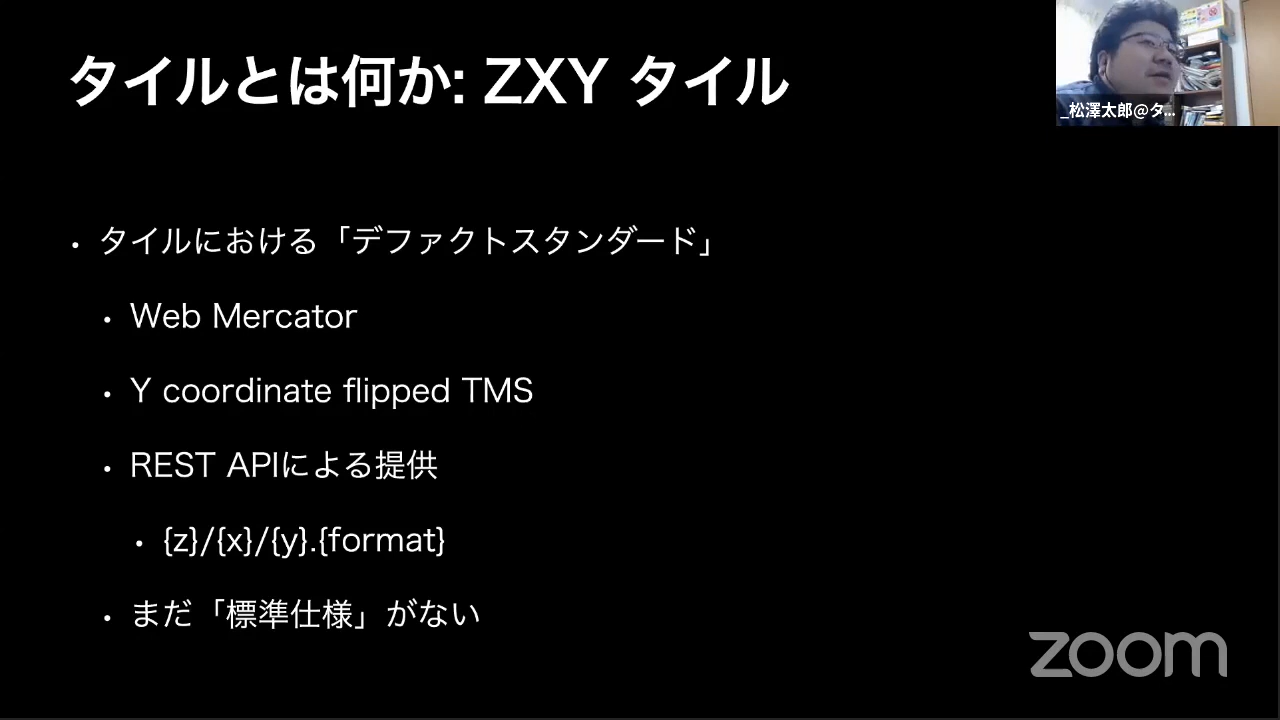 タイルとは何か: ZXY タイル
_松澤太郎@タ...
・タイルにおける「デファクトスタンダード」
・Web Mercator
・Y coordinate flipped TMS
・REST APIによる提供
・{z}/{x}/{y}.{format}
・まだ「標準仕様」がない
zoom